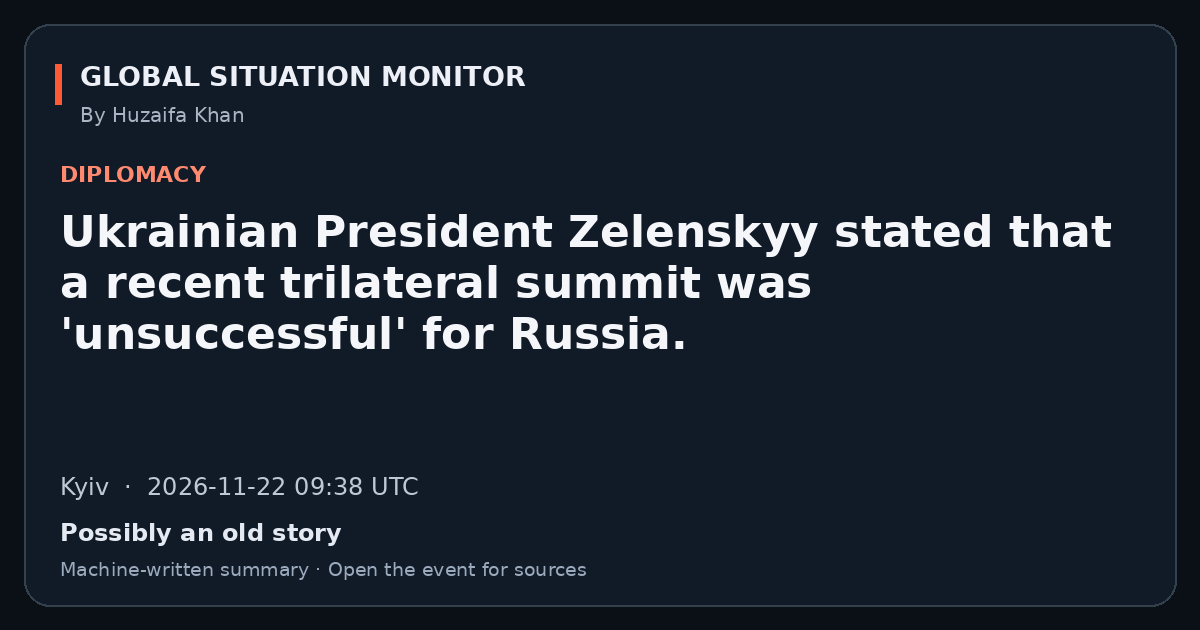 GLOBAL SITUATION MONITOR
By Huzaifa Khan
DIPLOMACY
Ukrainian President Zelenskyy stated that
a recent trilateral summit was
'unsuccessful' for Russia.
Kyiv · 2026-11-22 09:38 UTC
Possibly an old story
Machine-written summary · Open the event for sources